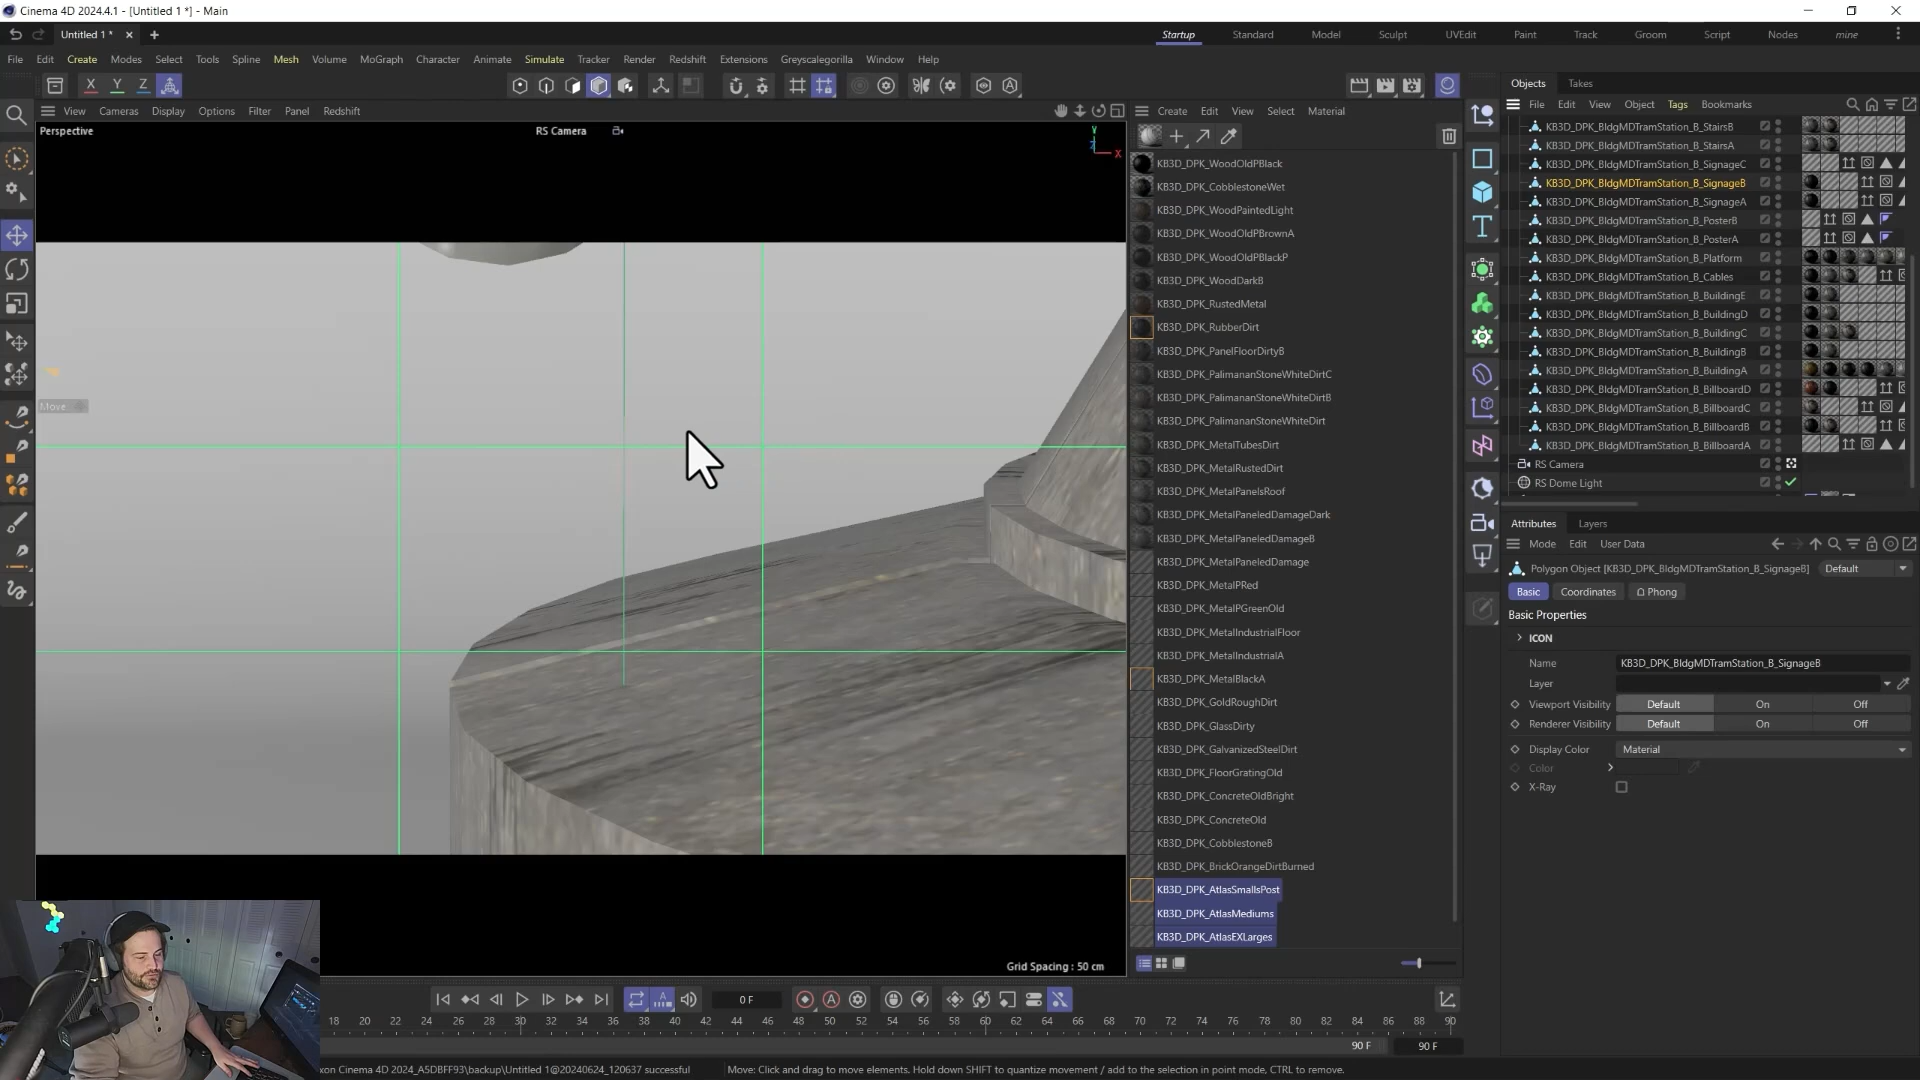 Cinema 4D 2024.4.1 - [Untitled 1 *] - Main
Untitled 1 *
Startup Standard Model Sculpt UVEdit Paint Track Groom Script Nodes mine
File Edit Create Modes Select Tools Spline Mesh Volume MoGraph Character Animate Simulate Tracker Render Redshift Extensions Greyscalegorilla Window Help
X Y Z
View Cameras Display Options Filter Panel Redshift
Perspective
RS Camera
Y
Z
X
Move
Grid Spacing : 50 cm
Create Edit View Select Material
KB3D_DPK_WoodOldPBlack
KB3D_DPK_CobblestoneWet
KB3D_DPK_WoodPaintedLight
KB3D_DPK_WoodOldPBrownA
KB3D_DPK_WoodOldPBlackP
KB3D_DPK_WoodDarkB
KB3D_DPK_RustedMetal
KB3D_DPK_RubberDirt
KB3D_DPK_PanelFloorDirtyB
KB3D_DPK_PalimananStoneWhiteDirtC
KB3D_DPK_PalimananStoneWhiteDirtB
KB3D_DPK_PalimananStoneWhiteDirt
KB3D_DPK_MetalTubesDirt
KB3D_DPK_MetalRustedDirt
KB3D_DPK_MetalPanelsRoof
KB3D_DPK_MetalPaneledDamageDark
KB3D_DPK_MetalPaneledDamageB
KB3D_DPK_MetalPaneledDamage
KB3D_DPK_MetalPRed
KB3D_DPK_MetalPGreenOld
KB3D_DPK_MetalIndustrialFloor
KB3D_DPK_MetalIndustrialA
KB3D_DPK_MetalBlackA
KB3D_DPK_GoldRoughDirt
KB3D_DPK_GlassDirty
KB3D_DPK_GalvanizedSteelDirt
KB3D_DPK_FloorGratingOld
KB3D_DPK_ConcreteOldBright
KB3D_DPK_ConcreteOld
KB3D_DPK_CobblestoneB
KB3D_DPK_BrickOrangeDirtBurned
KB3D_DPK_AtlasSmallsPost
KB3D_DPK_AtlasMediums
KB3D_DPK_AtlasEXLarges
Objects Takes
File Edit View Object Tags Bookmarks
KB3D_DPK_BldgMDTramStation_B_StairsB
KB3D_DPK_BldgMDTramStation_B_StairsA
KB3D_DPK_BldgMDTramStation_B_SignageC
KB3D_DPK_BldgMDTramStation_B_SignageB
KB3D_DPK_BldgMDTramStation_B_SignageA
KB3D_DPK_BldgMDTramStation_B_PosterB
KB3D_DPK_BldgMDTramStation_B_PosterA
KB3D_DPK_BldgMDTramStation_B_Platform
KB3D_DPK_BldgMDTramStation_B_Cables
KB3D_DPK_BldgMDTramStation_B_BuildingE
KB3D_DPK_BldgMDTramStation_B_BuildingD
KB3D_DPK_BldgMDTramStation_B_BuildingC
KB3D_DPK_BldgMDTramStation_B_BuildingB
KB3D_DPK_BldgMDTramStation_B_BuildingA
KB3D_DPK_BldgMDTramStation_B_BillboardD
KB3D_DPK_BldgMDTramStation_B_BillboardC
KB3D_DPK_BldgMDTramStation_B_BillboardB
KB3D_DPK_BldgMDTramStation_B_BillboardA
RS Camera
RS Dome Light
Attributes Layers
Mode Edit User Data
Polygon Object [KB3D_DPK_BldgMDTramStation_B_SignageB] Default
Basic Coordinates Phong
Basic Properties
ICON
Name KB3D_DPK_BldgMDTramStation_B_SignageB
Layer
Viewport Visibility Default On Off
Renderer Visibility Default On Off
Display Color Material
Color
X-Ray
0 F
18 20 22 24 26 28 30 32 34 36 38 40 42 44 46 48 50 52 54 56 58 60 62 64 66 68 70 72 74 76 78 80 82 84 86 88 90
90 F 90 F
xon Cinema 4D 2024_A5DBFF93\backup\Untitled 1@20240624_120637 successful Move: Click and drag to move elements. Hold down SHIFT to quantize movement / add to the selection in point mode, CTRL to remove.